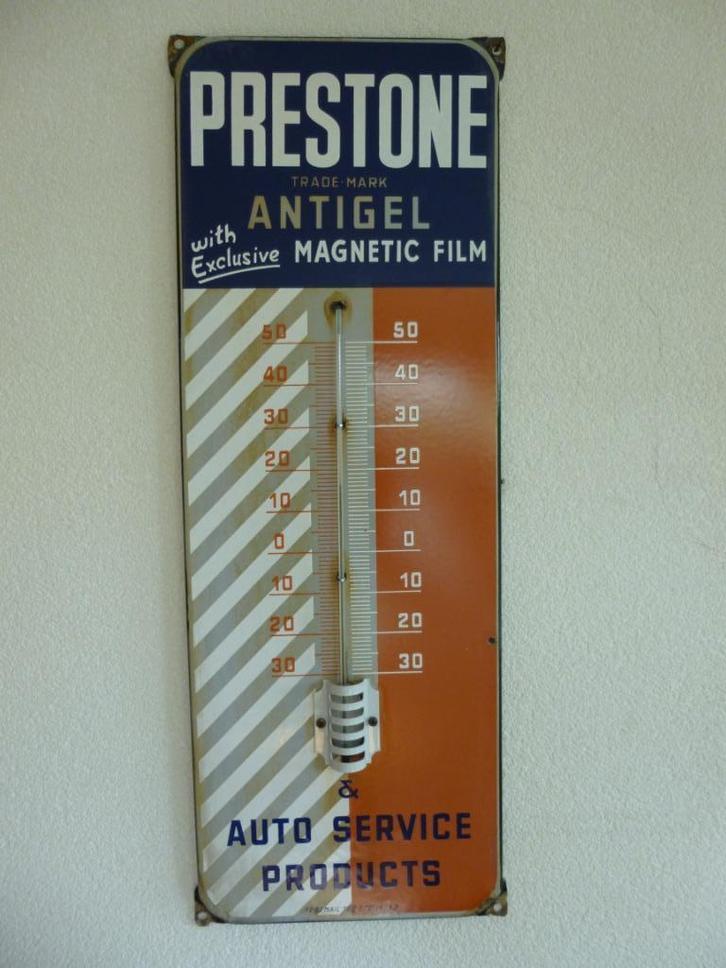 PRESTONE
TRADE-MARK
ANTIGEL
with Exclusive MAGNETIC FILM
50 50
40 40
30 30
20 20
10 10
0 0
10 10
20 20
30 30
&
AUTO SERVICE
PRODUCTS